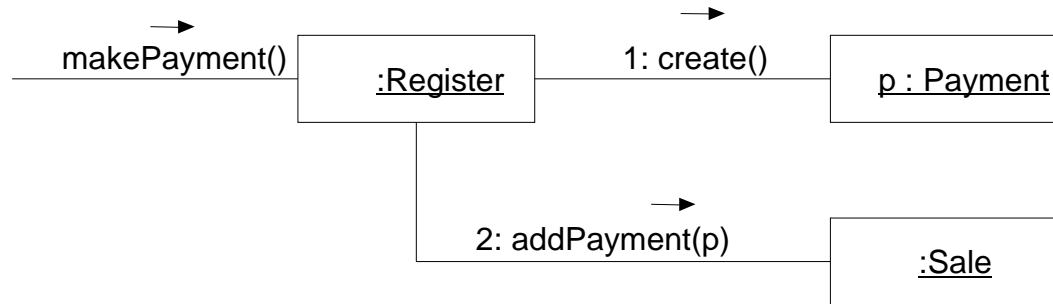 makePayment()
1: create()
:Register
p : Payment
2: addPayment(p)
:Sale